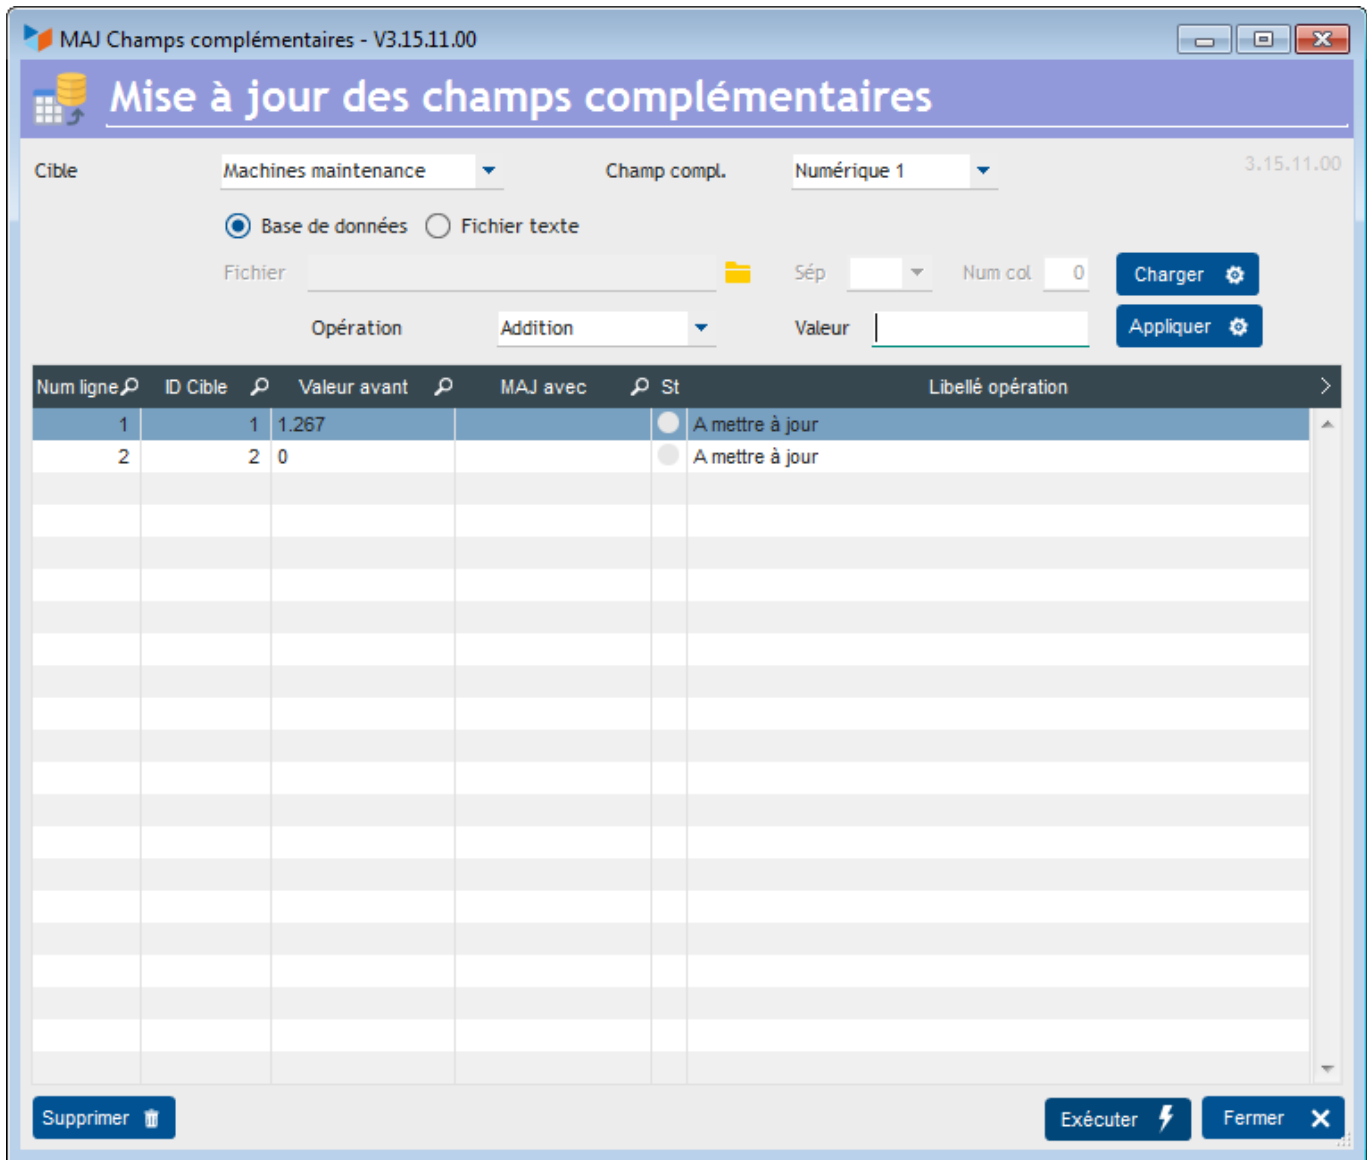 MAJ Champs complémentaires - V3.15.11.00
Mise à jour des champs complémentaires
Cible Machines maintenance Champ compl. Numérique 1 3.15.11.00
Base de données Fichier texte
Fichier Sép Num col 0 Charger
Opération Addition Valeur Appliquer
Num ligne ID Cible Valeur avant MAJ avec St Libellé opération
1 1 1.267 A mettre à jour
2 2 0 A mettre à jour
Supprimer Exécuter Fermer